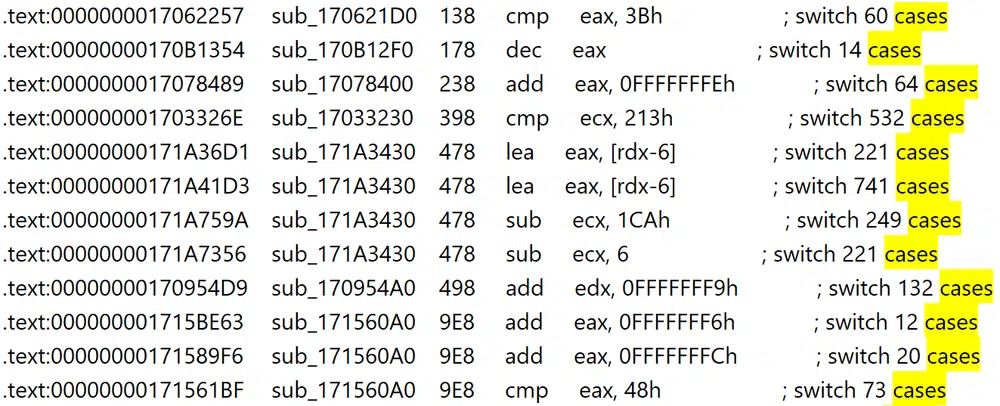 .text:0000000017062257 sub_170621D0 138 cmp eax, 3Bh ; switch 60 cases
.text:00000000170B1354 sub_170B12F0 178 dec eax ; switch 14 cases
.text:0000000017078489 sub_17078400 238 add eax, 0FFFFFFFEh ; switch 64 cases
.text:000000001703326E sub_17033230 398 cmp ecx, 213h ; switch 532 cases
.text:00000000171A36D1 sub_171A3430 478 lea eax, [rdx-6] ; switch 221 cases
.text:00000000171A41D3 sub_171A3430 478 lea eax, [rdx-6] ; switch 741 cases
.text:00000000171A759A sub_171A3430 478 sub ecx, 1CAh ; switch 249 cases
.text:00000000171A7356 sub_171A3430 478 sub ecx, 6 ; switch 221 cases
.text:00000000170954D9 sub_170954A0 498 add edx, 0FFFFFFF9h ; switch 132 cases
.text:000000001715BE63 sub_171560A0 9E8 add eax, 0FFFFFFF6h ; switch 12 cases
.text:00000000171589F6 sub_171560A0 9E8 add eax, 0FFFFFFFCh ; switch 20 cases
.text:00000000171561BF sub_171560A0 9E8 cmp eax, 48h ; switch 73 cases